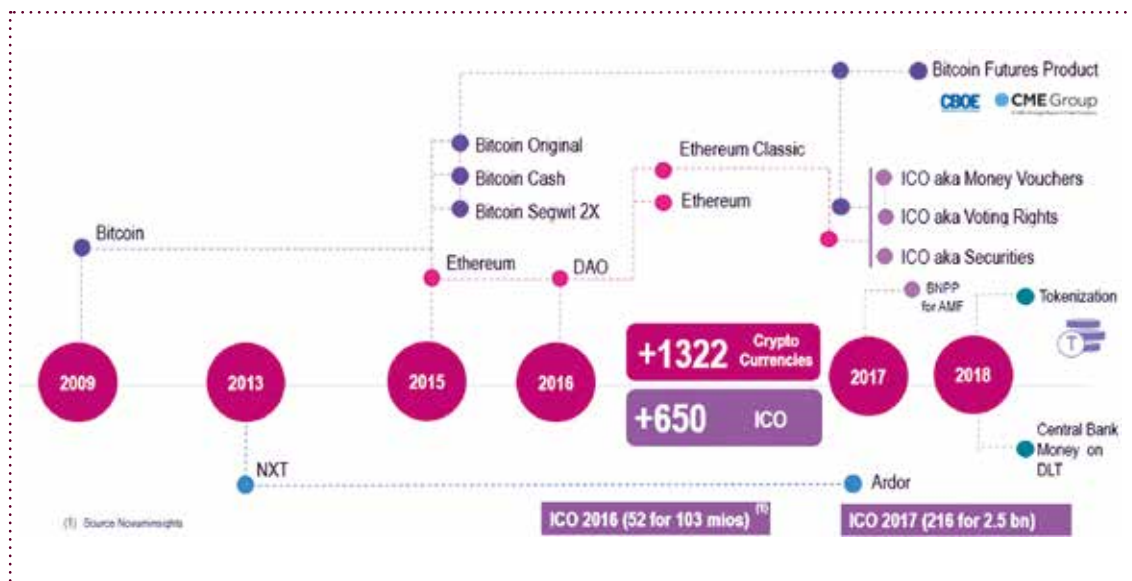 Bitcoin Futures Product
CBOE
CME Group
Bitcoin Original
Bitcoin Cash
Bitcoin Segwit 2X
Ethereum Classic
Ethereum
ICO aka Money Vouchers
ICO aka Voting Rights
ICO aka Securities
Bitcoin
Ethereum
DAO
BNPP
for AMF
Tokenization
T
2009
2013
2015
2016
+1322 Crypto
Currencies
+650 ICO
2017
2018
Central Bank
Money on
DLT
NXT
Ardor
ICO 2016 (52 for 103 mios) (1)
ICO 2017 (216 for 2.5 bn)
(1) Source